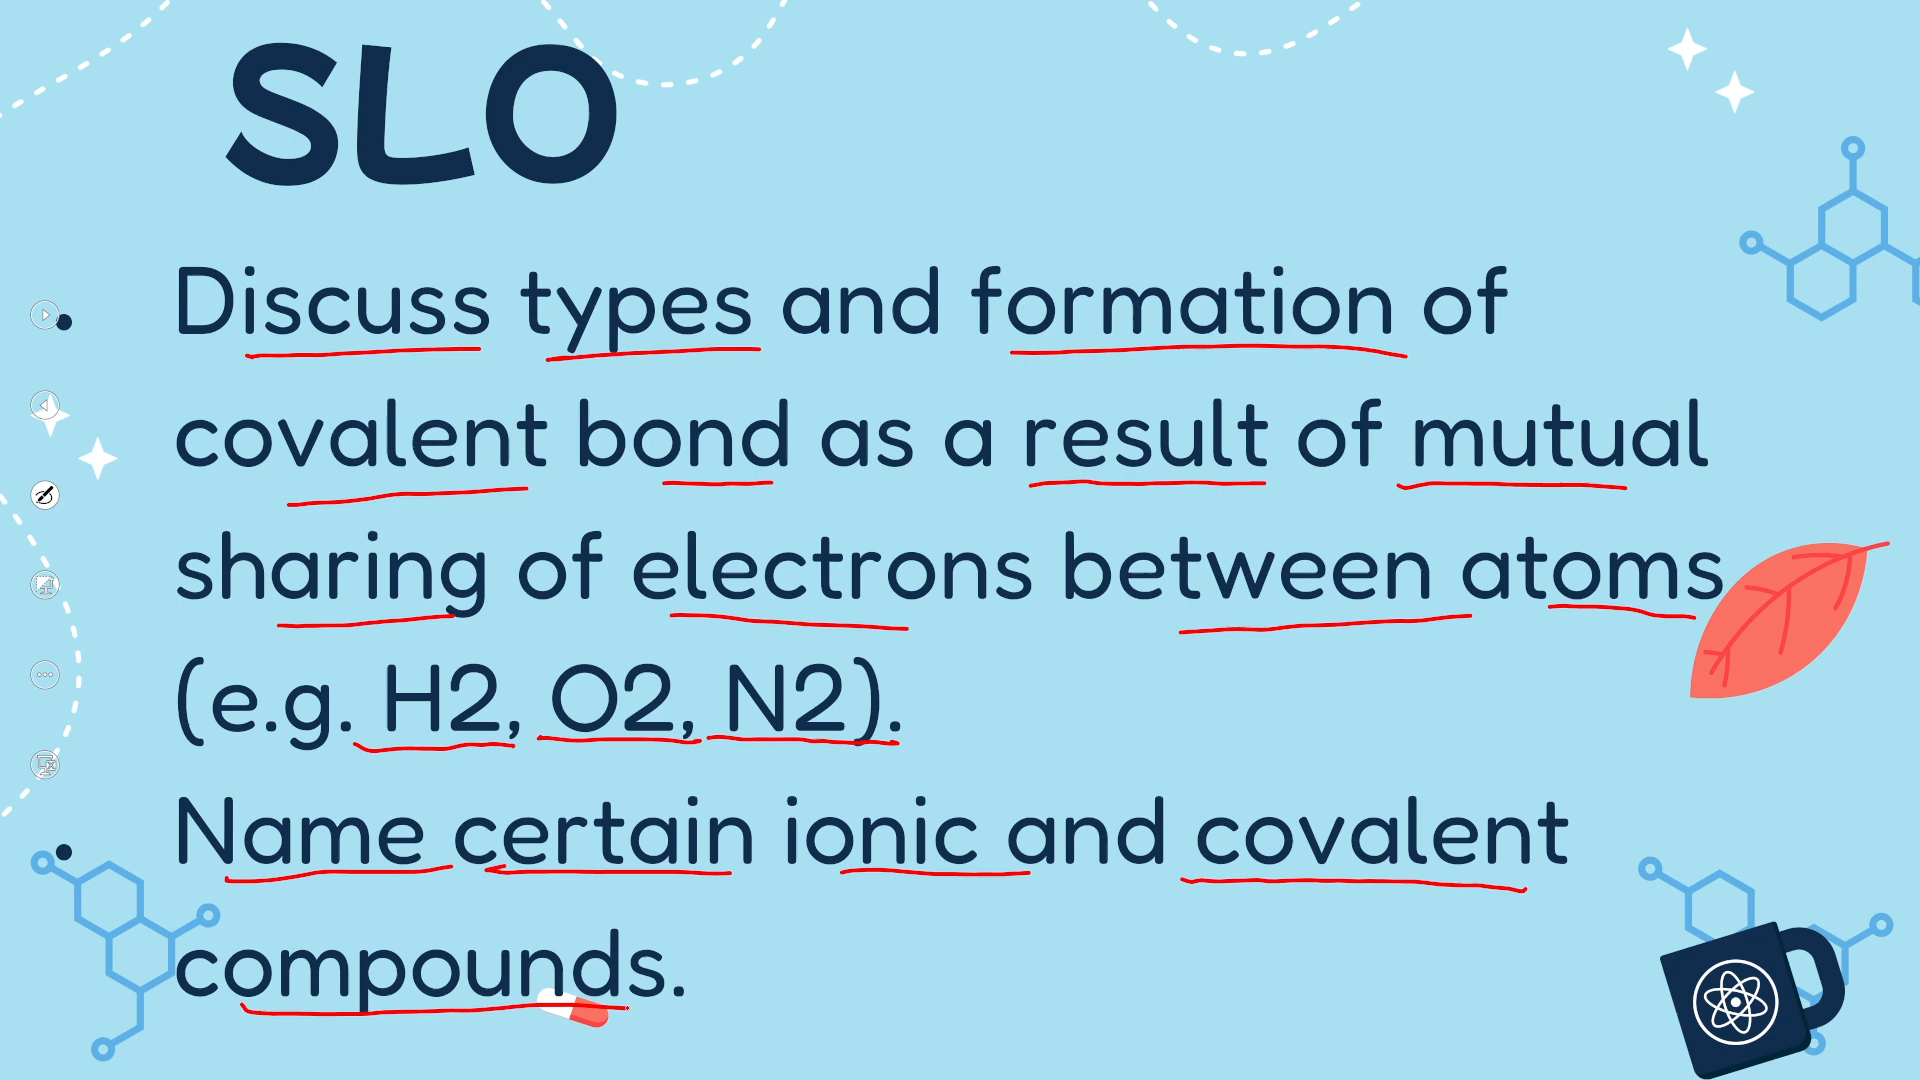 SLO
• Discuss types and formation of
covalent bond as a result of mutual
sharing of electrons between atoms
(e.g. H2, O2, N2).
• Name certain ionic and covalent
compounds.